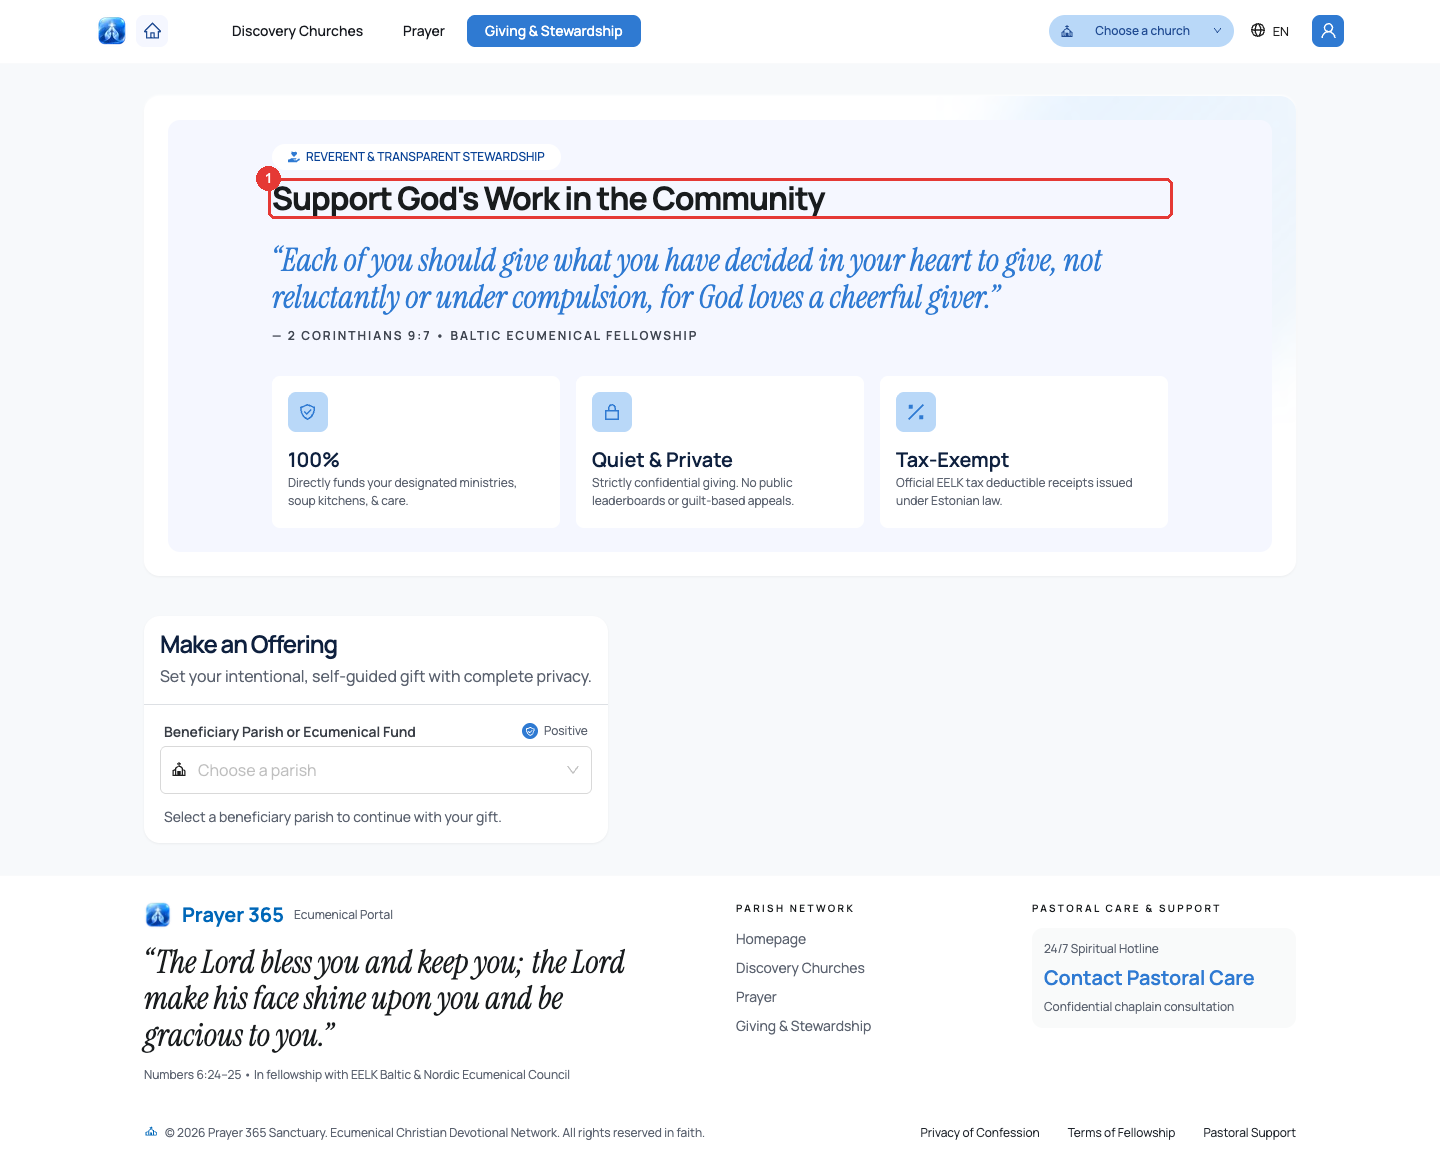 Discovery Churches
Prayer
Giving & Stewardship
Choose a church
EN
REVERENT & TRANSPARENT STEWARDSHIP
1
Support God's Work in the Community
“Each of you should give what you have decided in your heart to give, not
reluctantly or under compulsion, for God loves a cheerful giver.”
— 2 CORINTHIANS 9:7 • BALTIC ECUMENICAL FELLOWSHIP
100%
Directly funds your designated ministries,
soup kitchens, & care.
Quiet & Private
Strictly confidential giving. No public
leaderboards or guilt-based appeals.
Tax-Exempt
Official EELK tax deductible receipts issued
under Estonian law.
Make an Offering
Set your intentional, self-guided gift with complete privacy.
Beneficiary Parish or Ecumenical Fund
Positive
Choose a parish
Select a beneficiary parish to continue with your gift.
Prayer 365
Ecumenical Portal
“The Lord bless you and keep you; the Lord
make his face shine upon you and be
gracious to you.”
Numbers 6:24–25 • In fellowship with EELK Baltic & Nordic Ecumenical Council
PARISH NETWORK
Homepage
Discovery Churches
Prayer
Giving & Stewardship
PASTORAL CARE & SUPPORT
24/7 Spiritual Hotline
Contact Pastoral Care
Confidential chaplain consultation
© 2026 Prayer 365 Sanctuary. Ecumenical Christian Devotional Network. All rights reserved in faith.
Privacy of Confession
Terms of Fellowship
Pastoral Support